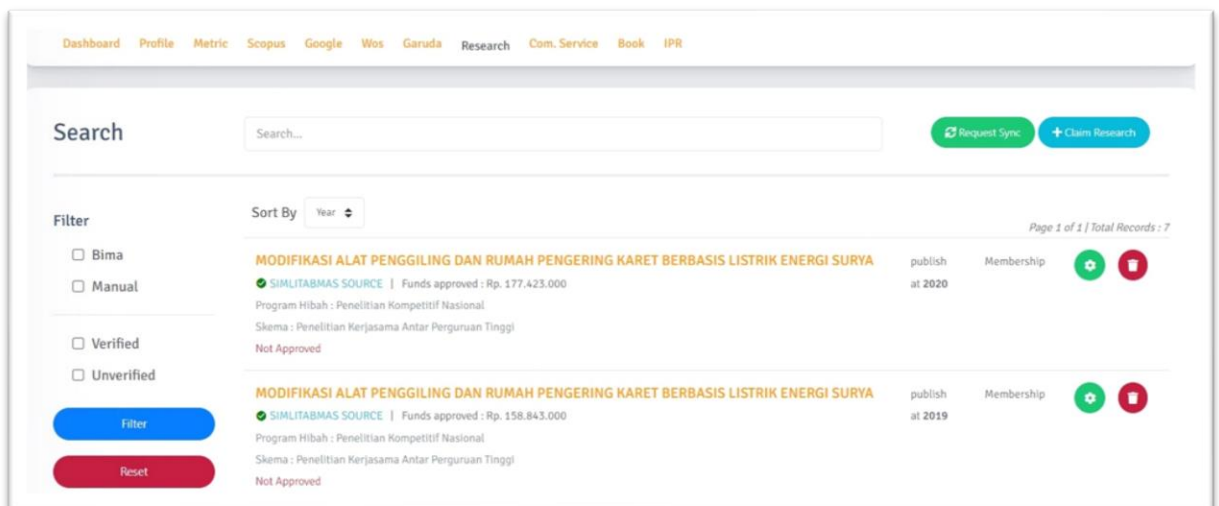 Dashboard Profile Metric Scopus Google Wos Garuda Research Com. Service Book IPR
Search
Search...
Request Sync
Claim Research
Filter
Bima
Manual
Verified
Unverified
Filter
Reset
Sort By Year
Page 1 of 1 | Total Records : 7
MODIFIKASI ALAT PENGGILING DAN RUMAH PENGERING KARET BERBASIS LISTRIK ENERGI SURYA
SIMLITABMAS SOURCE | Funds approved : Rp. 177.423.000
Program Hibah : Penelitian Kompetitif Nasional
Skema : Penelitian Kerjasama Antar Perguruan Tinggi
Not Approved
publish
at 2020
Membership
MODIFIKASI ALAT PENGGILING DAN RUMAH PENGERING KARET BERBASIS LISTRIK ENERGI SURYA
SIMLITABMAS SOURCE | Funds approved : Rp. 158.843.000
Program Hibah : Penelitian Kompetitif Nasional
Skema : Penelitian Kerjasama Antar Perguruan Tinggi
Not Approved
publish
at 2019
Membership